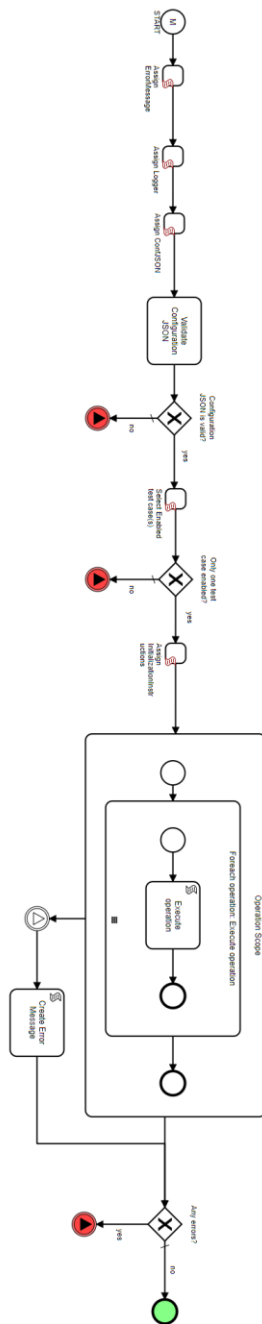 M
START
Assign
ErrorMessage
Assign Logger
Assign ConfJSON
Validate
Configuration
JSON
Configuration
JSON is valid?
no
yes
Select Enabled
test case(s)
Only one test
case enabled?
no
yes
Assign
InitializationInstr
uctions
Operation Scope
Foreach operation: Execute operation
Execute
operation
Create Error
Message
Any errors?
yes
no